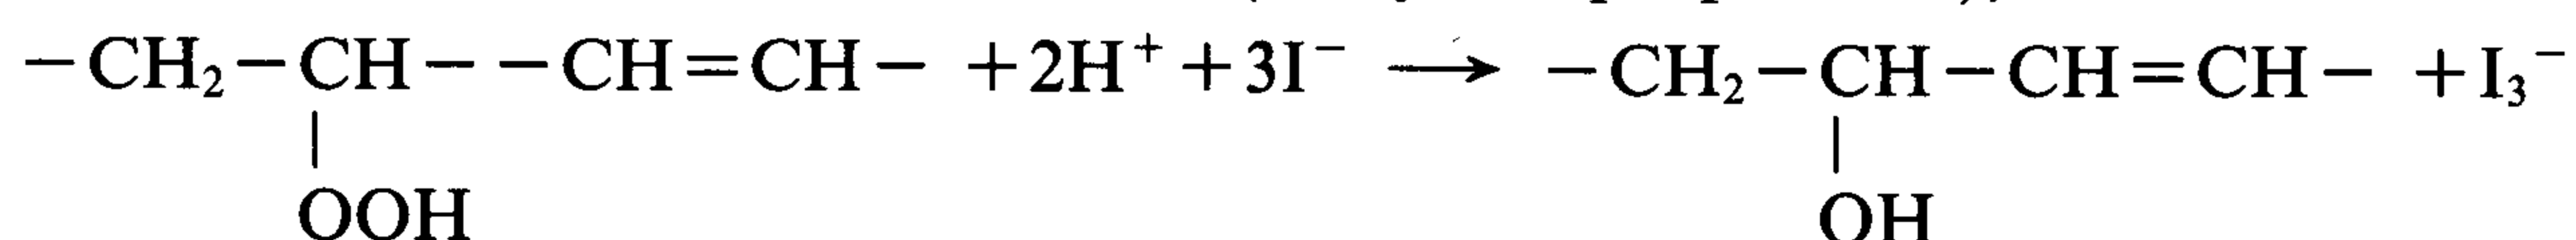 −CH₂−CH− −CH=CH− +2H⁺+3I⁻ → −CH₂−CH−CH=CH− +I₃⁻
OOH OH